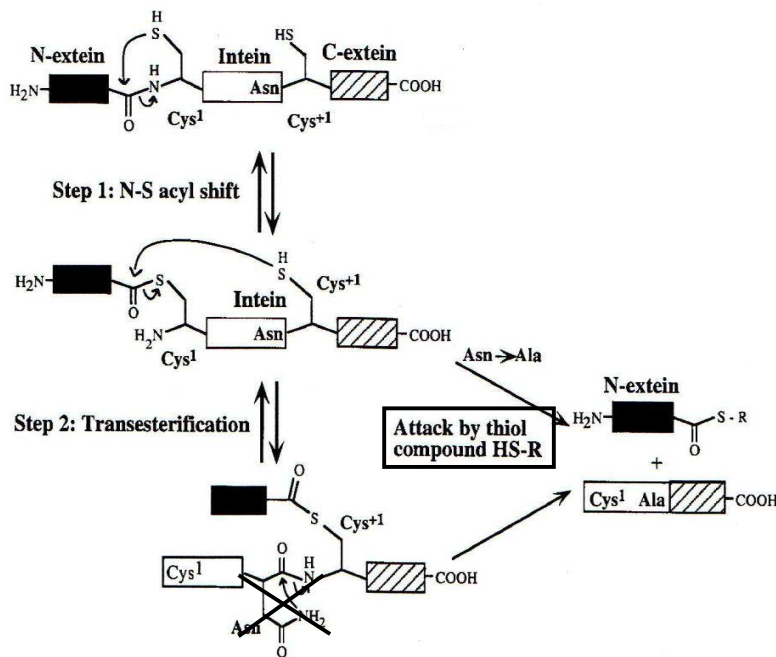 H
S
HS
N-extein
Intein
C-extein
H₂N
O
H
N
Asn
COOH
Cys¹
Cys⁺¹
Step 1: N-S acyl shift
H
S
Cys⁺¹
H₂N
S
Intein
O
H₂N
Asn
COOH
Cys¹
Asn→Ala
N-extein
Step 2: Transesterification
Attack by thiol
compound HS-R
H₂N
S - R
O
+
O
S
Cys⁺¹
Cys¹ Ala
COOH
O
H
N
Cys¹
COOH
NH₂
Asn
O